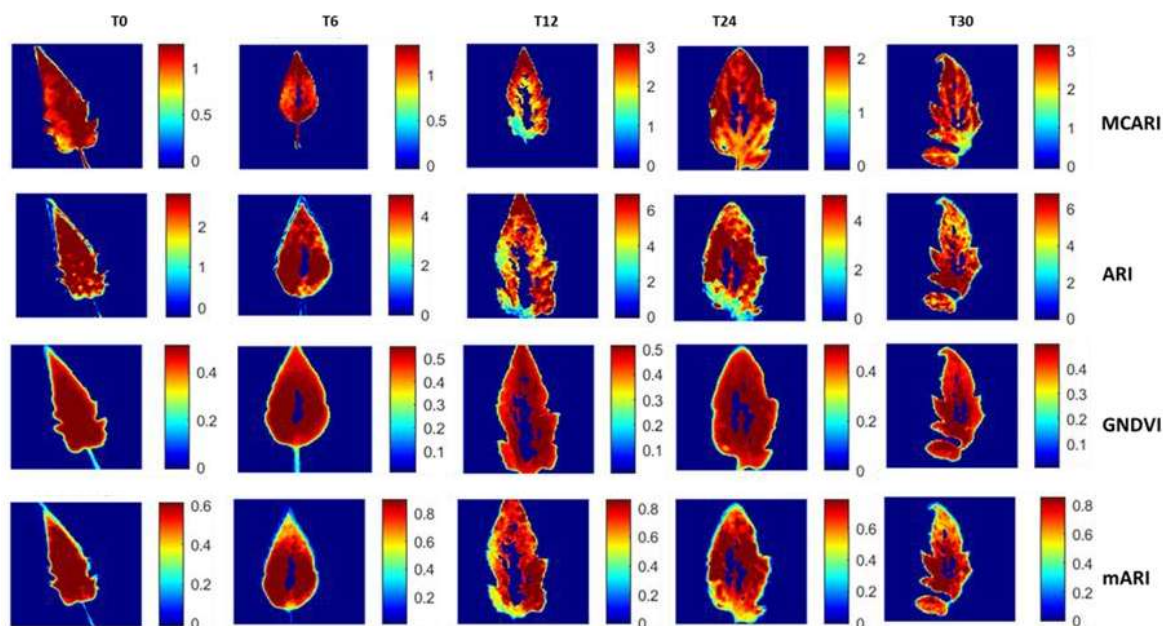 T0 T6 T12 T24 T30
1 1 3 2 3
0.5 0.5 2 1 2
0 0 1 0 1
0 0
MCARI
2 4 6 4 6
1 2 4 2 4
0 0 2 0 2
0 0
ARI
0.4 0.5 0.5 0.4 0.4
0.2 0.4 0.4 0.2 0.3
0 0.3 0.3 0 0.2
0.2 0.2 0.1
0.1 0.1
GNDVI
0.6 0.8 0.8 0.6 0.8
0.4 0.6 0.6 0.4 0.6
0.2 0.4 0.4 0.2 0.4
0 0.2 0.2 0 0.2
0 0
mARI